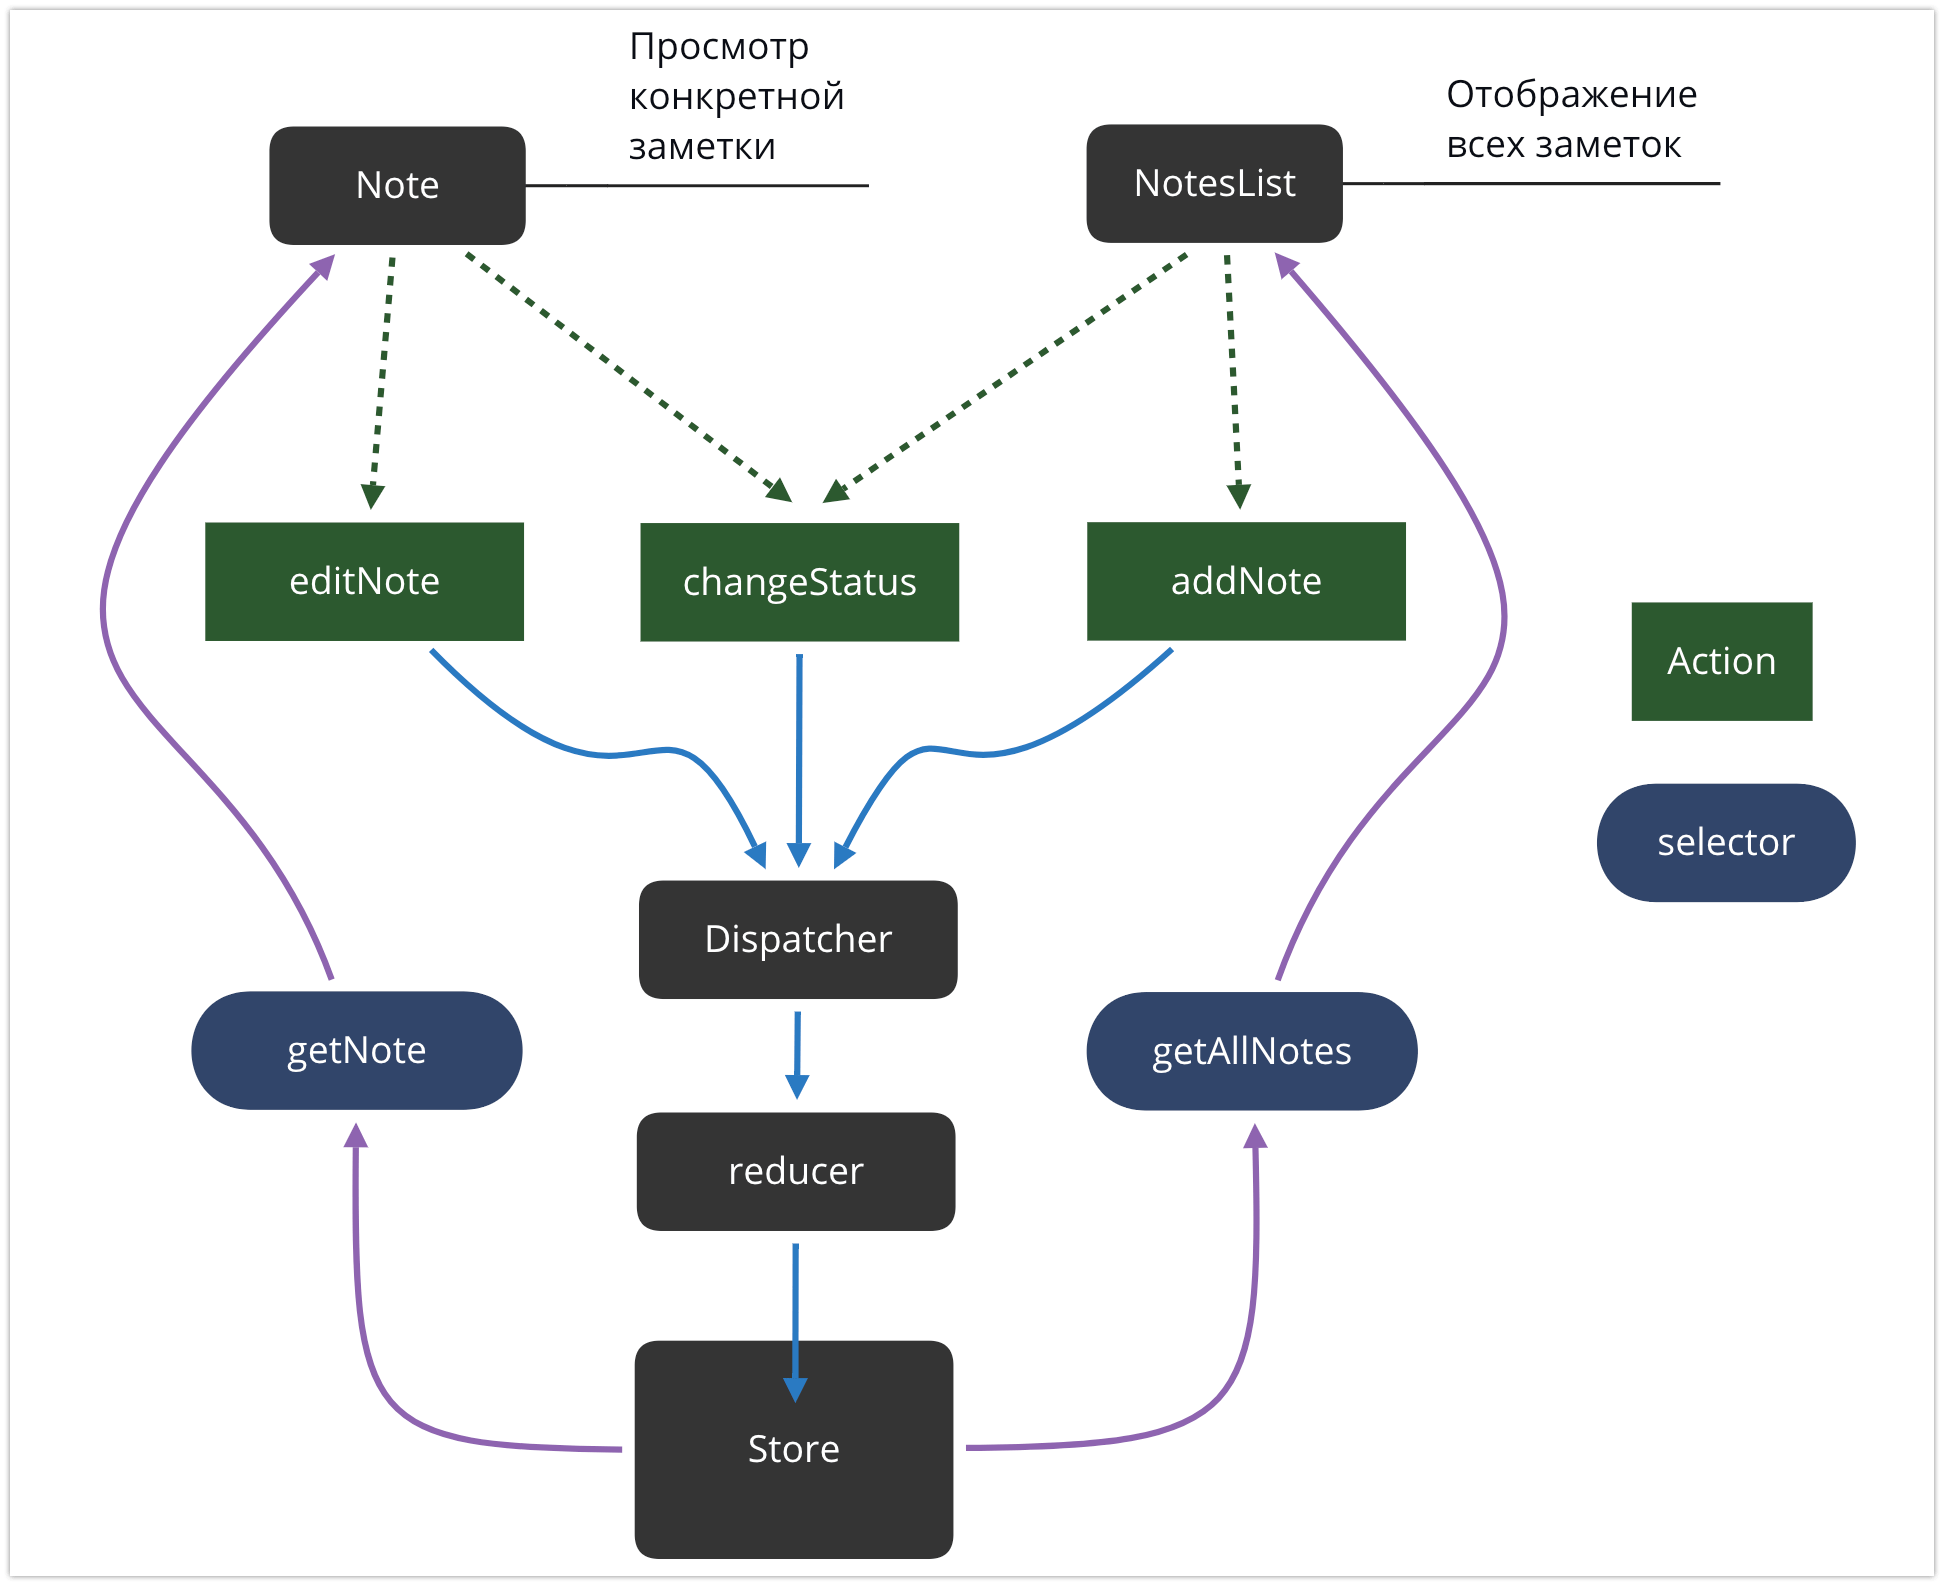 Просмотр
конкретной
заметки
Отображение
всех заметок
Note
NotesList
editNote
changeStatus
addNote
Action
selector
Dispatcher
getNote
getAllNotes
reducer
Store